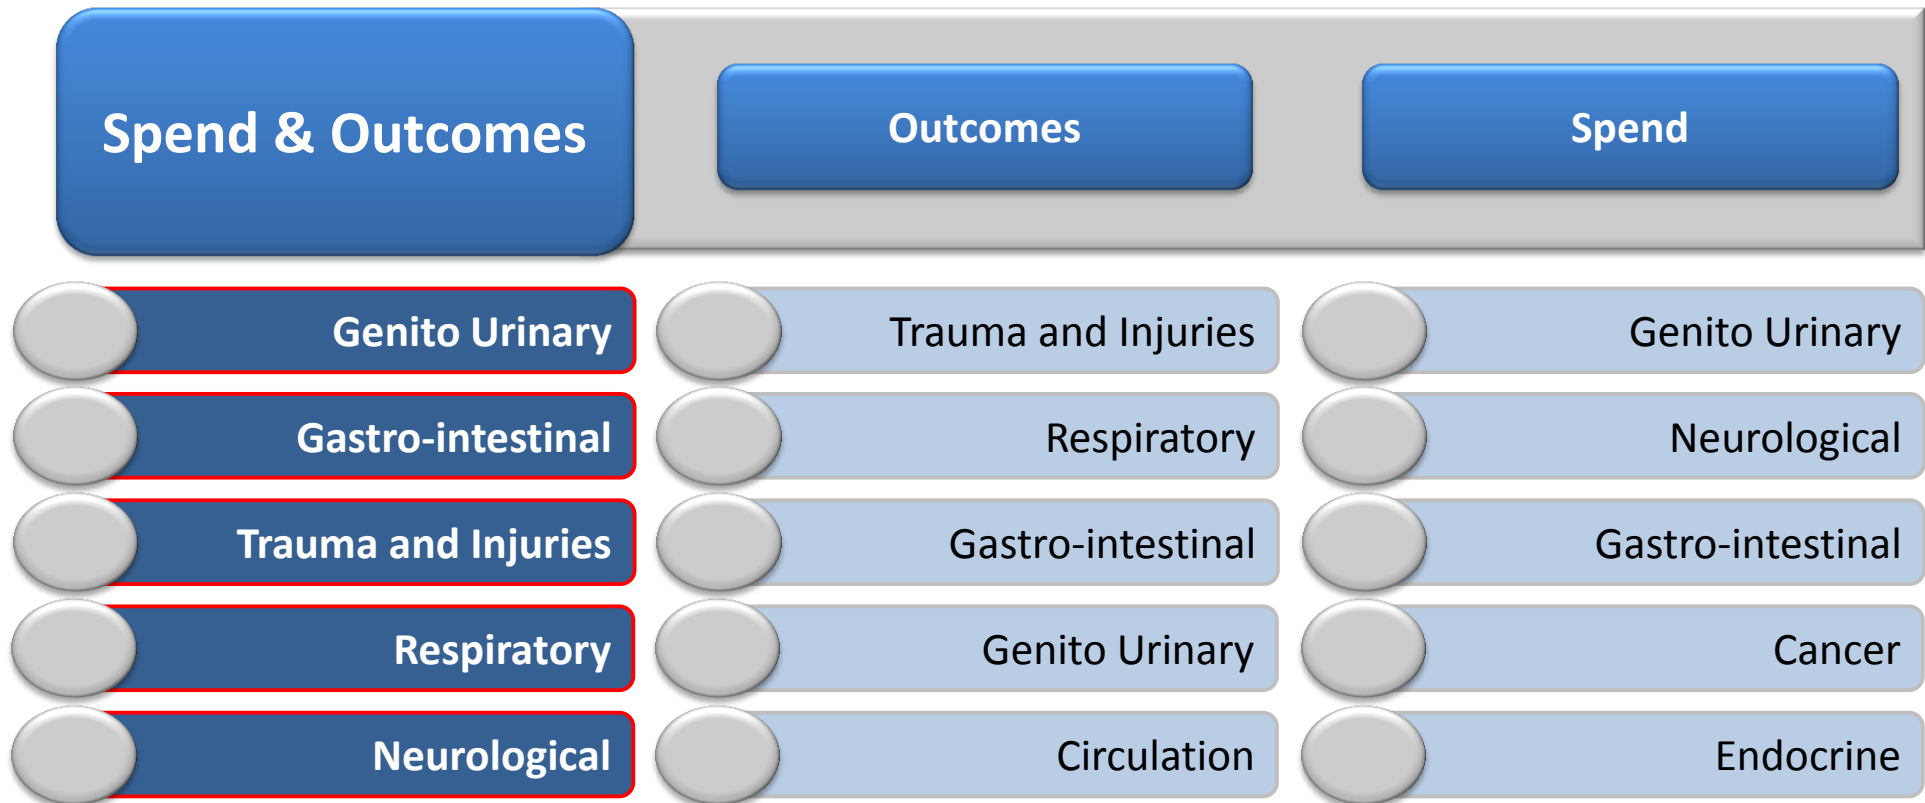 Spend & Outcomes
Outcomes
Spend
Genito Urinary
Trauma and Injuries
Genito Urinary
Gastro-intestinal
Respiratory
Neurological
Trauma and Injuries
Gastro-intestinal
Gastro-intestinal
Respiratory
Genito Urinary
Cancer
Neurological
Circulation
Endocrine